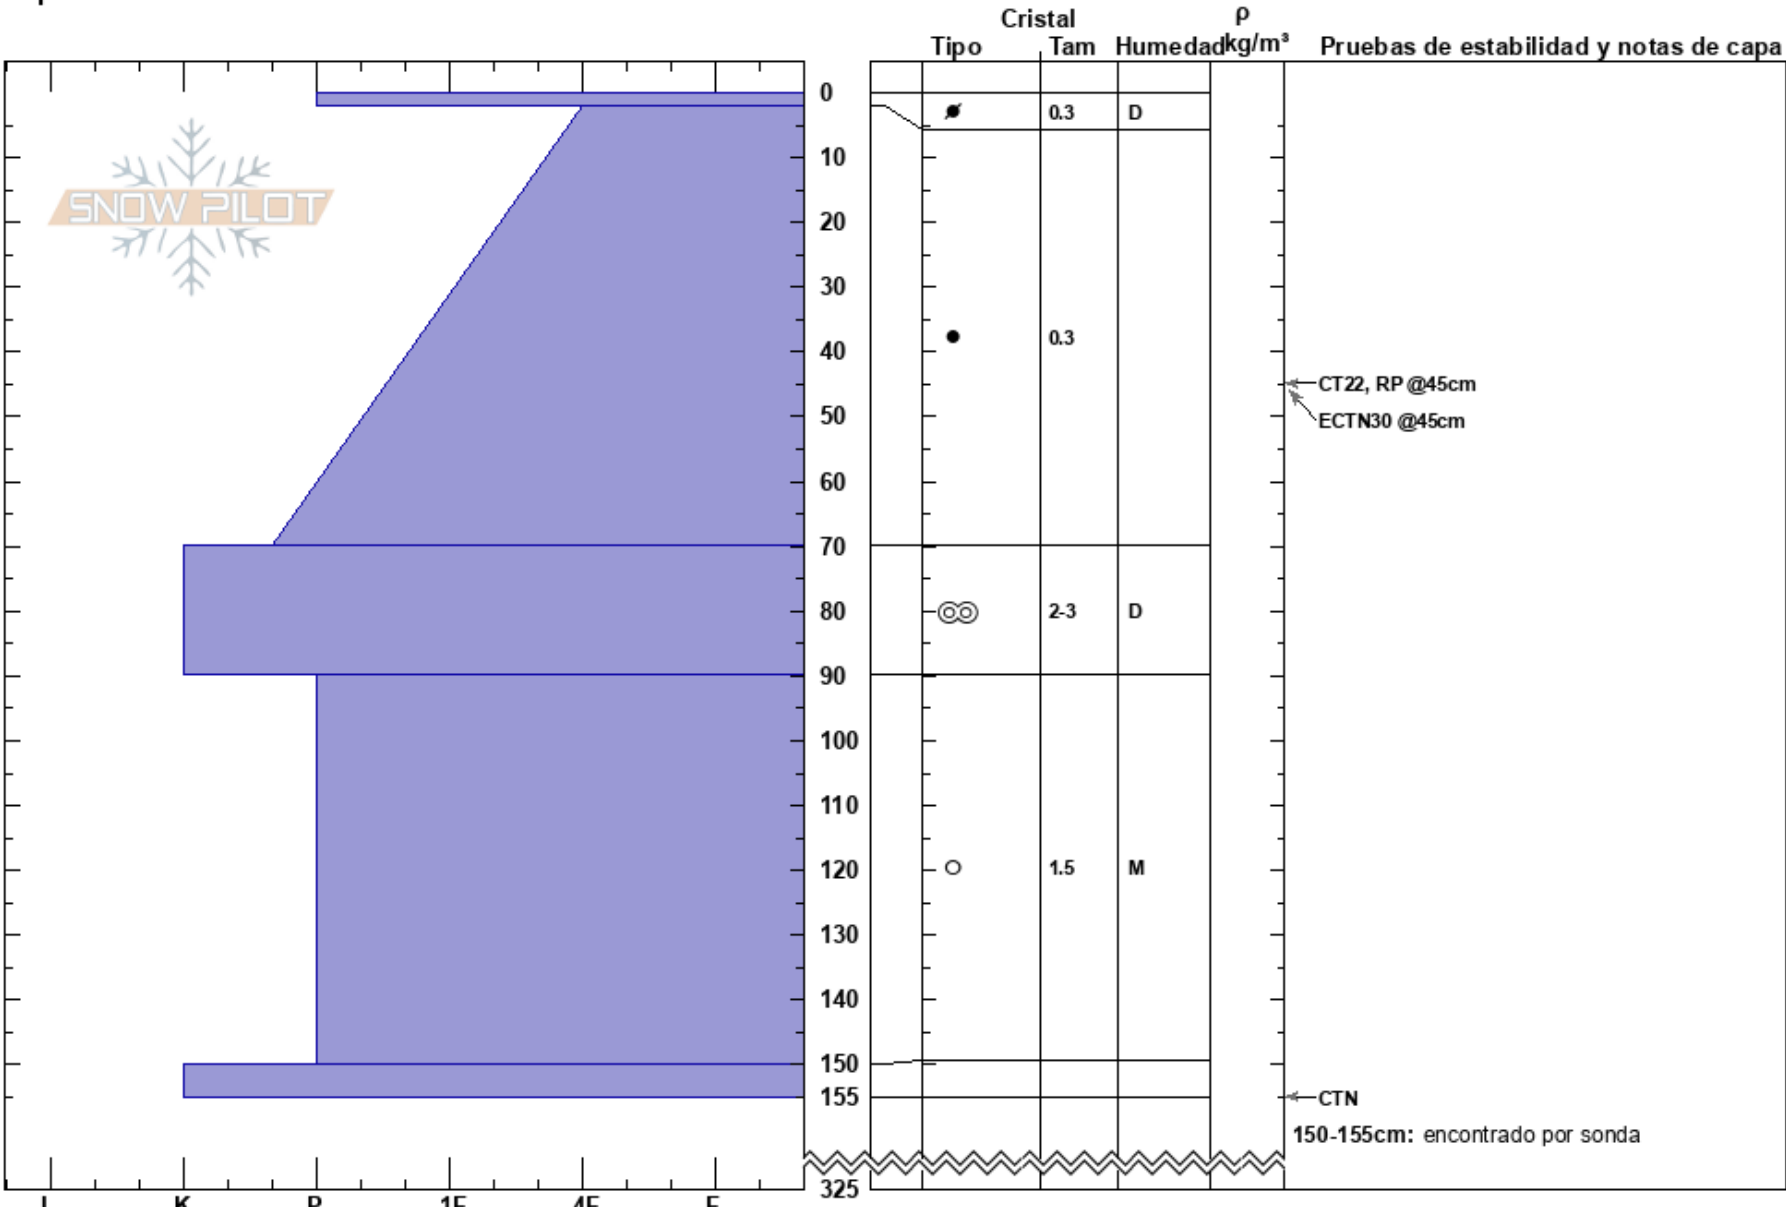 Cristal
ρ
Tipo
Tam
Humedad
kg/m³
Pruebas de estabilidad y notas de capa
SNOW PILOT
0
0.3
D
10
20
30
0.3
40
CT22, RP @45cm
50
ECTN30 @45cm
60
70
80
2-3
D
90
100
110
120
1.5
M
130
140
150
155
CTN
150-155cm: encontrado por sonda
325
I
K
P
1F
4F
F